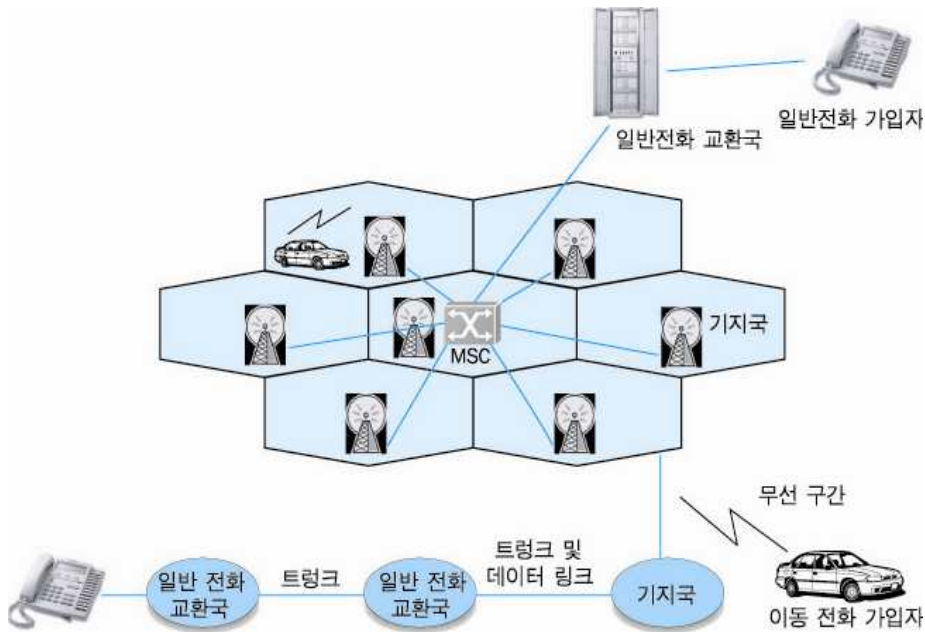 일반전화 가입자
일반전화 교환국
기지국
MSC
무선 구간
트렁크 및
데이터 링크
일반 전화
교환국
트렁크
일반 전화
교환국
기지국
이동 전화 가입자